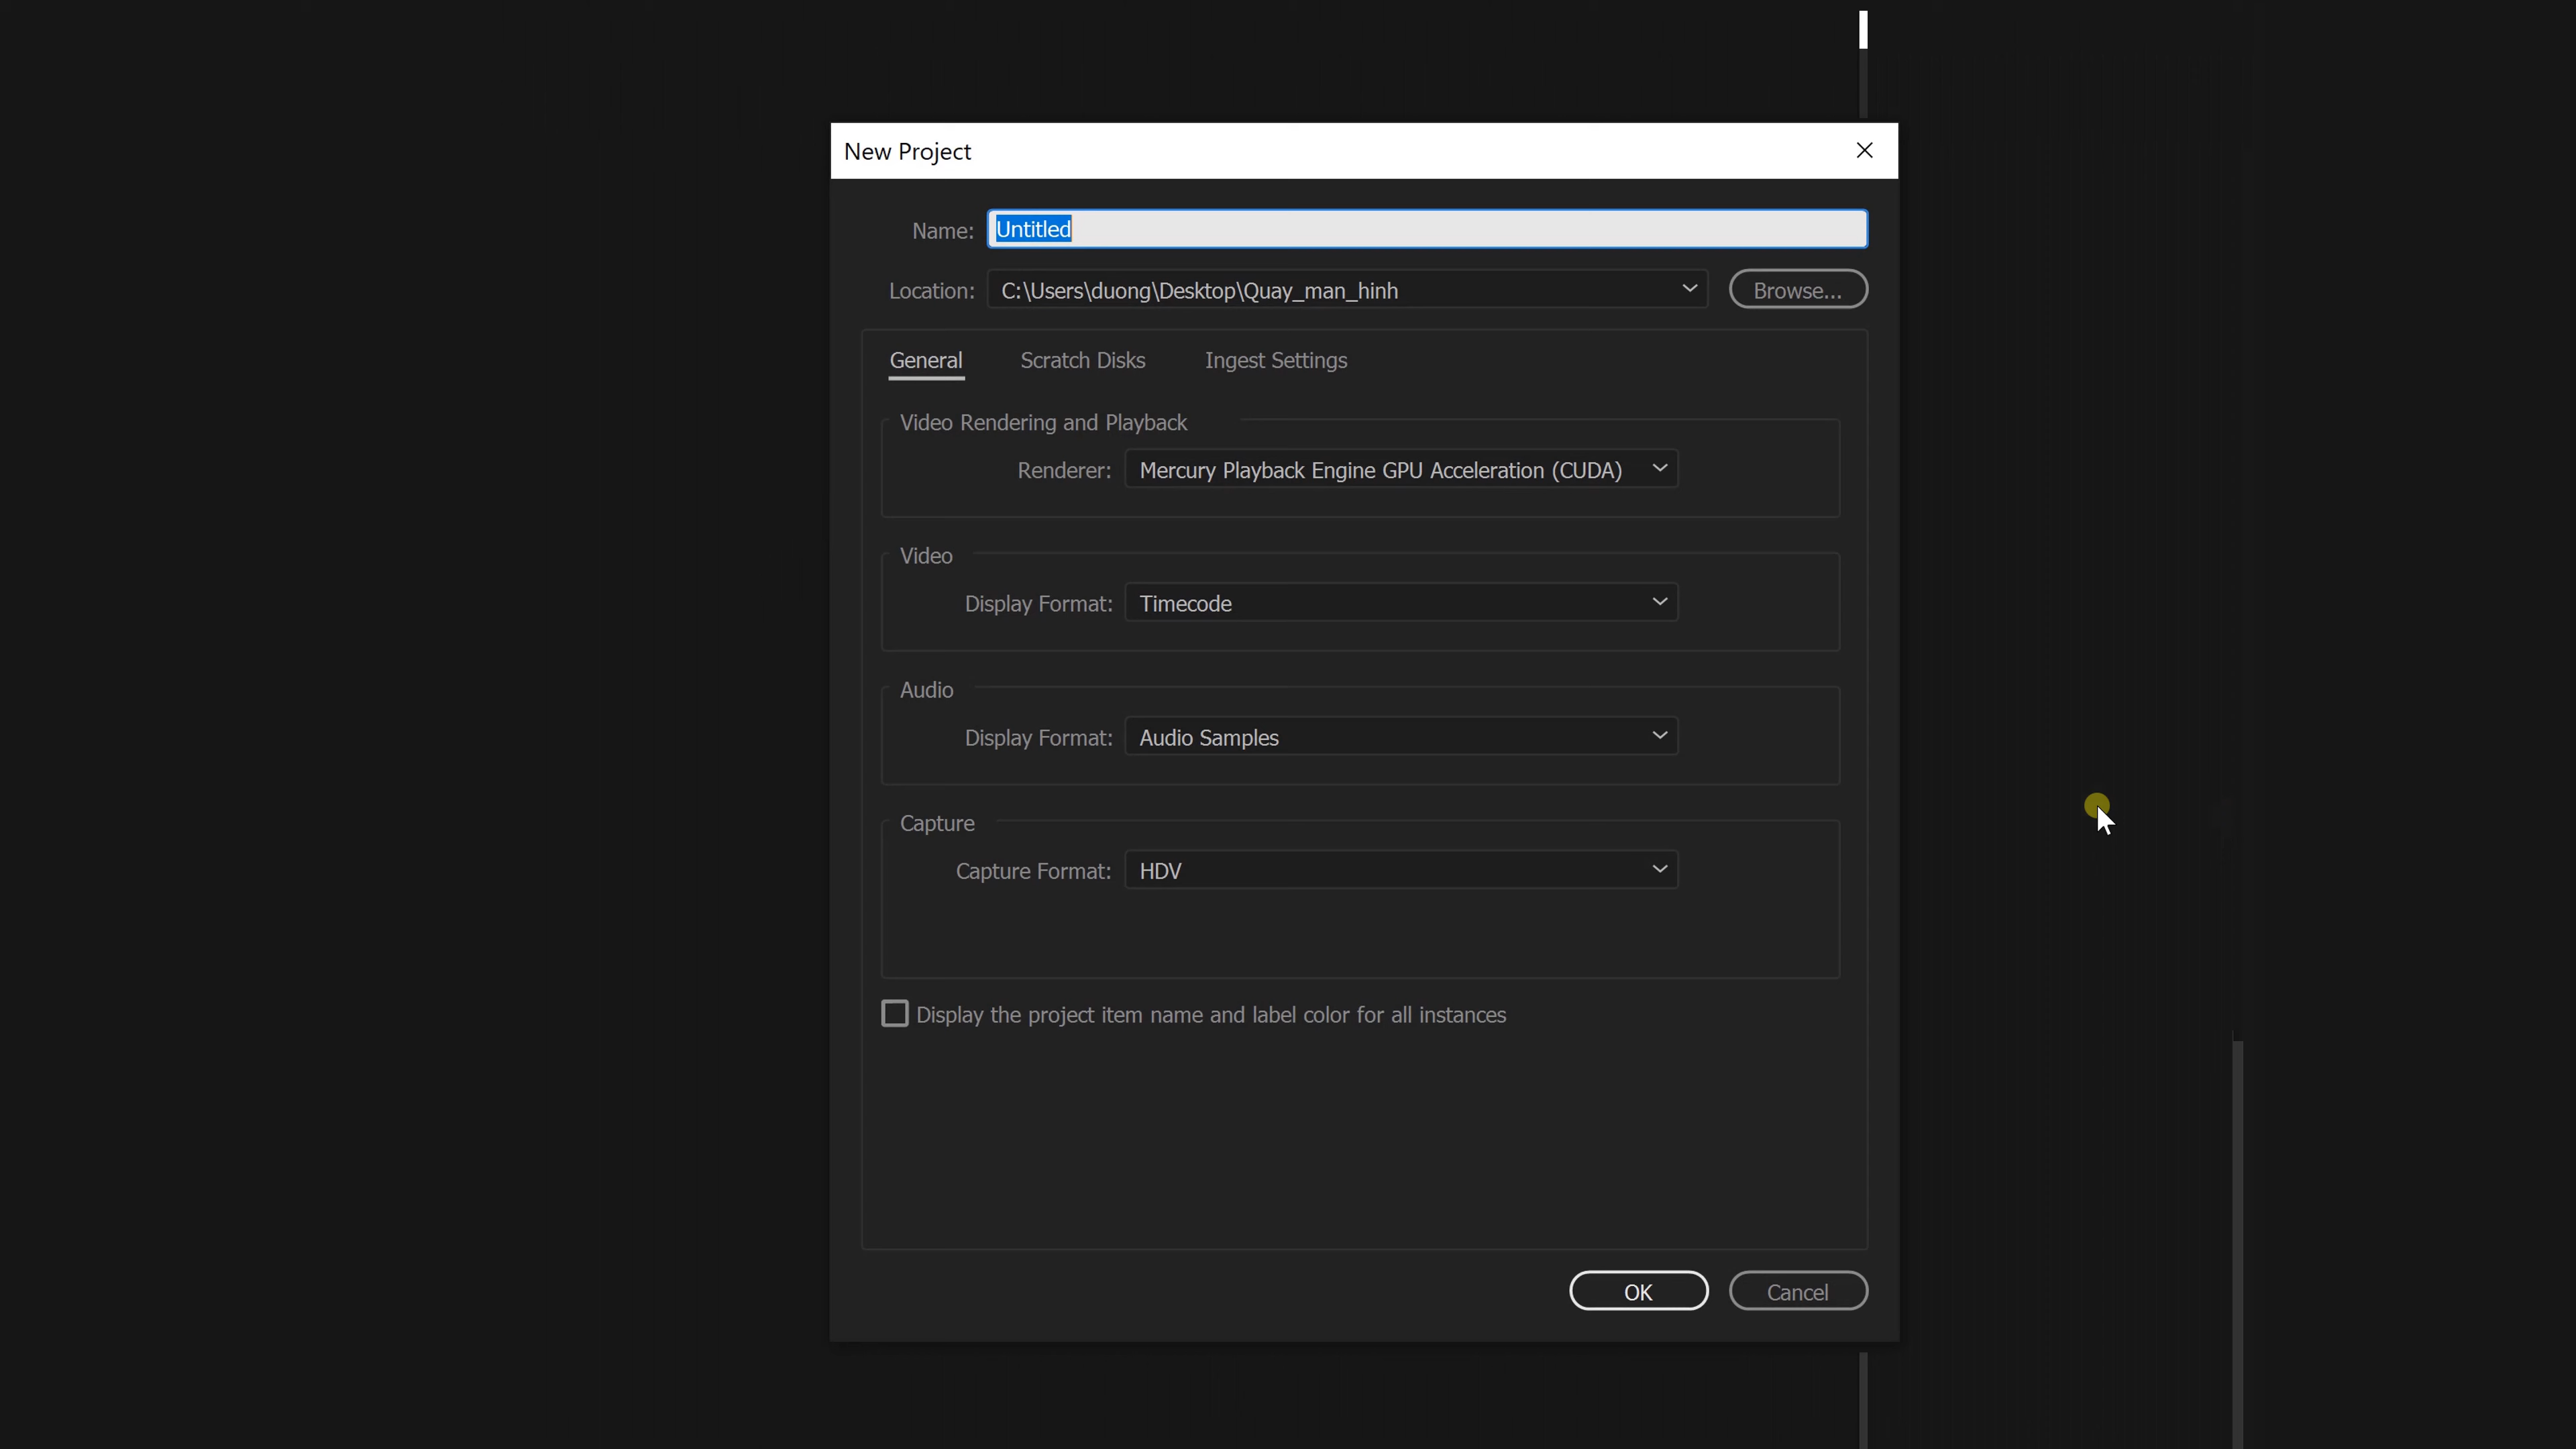 New Project
Name: Untitled
Location: C:\Users\duong\Desktop\Quay_man_hinh Browse...
General Scratch Disks Ingest Settings
Video Rendering and Playback
Renderer: Mercury Playback Engine GPU Acceleration (CUDA)
Video
Display Format: Timecode
Audio
Display Format: Audio Samples
Capture
Capture Format: HDV
Display the project item name and label color for all instances
OK Cancel